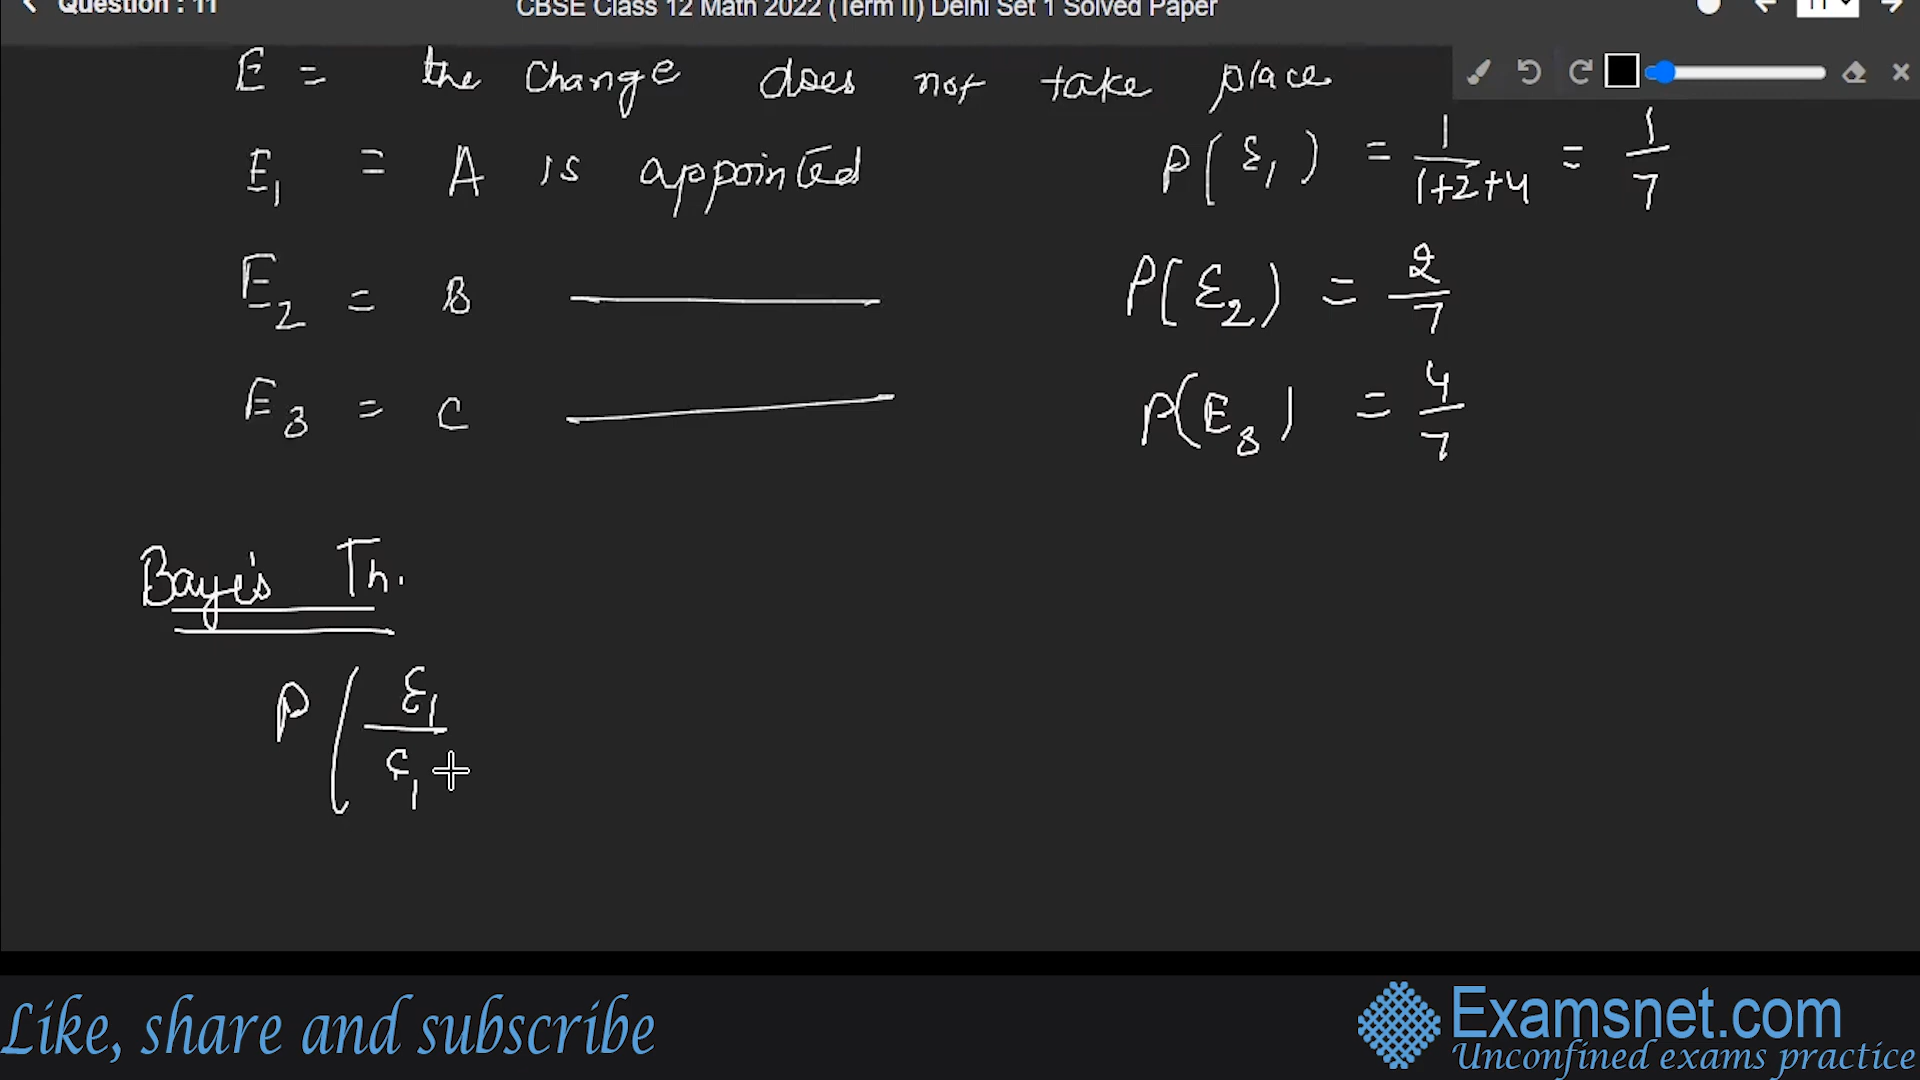 Question : 11
CBSE Class 12 Math 2022 (Term II) Delhi Set 1 Solved Paper
11
E = the change does not take place
E1 = A is appointed
P(E1) = 1/(1+2+4) = 1/7
E2 = B
P(E2) = 2/7
E3 = C
P(E3) = 4/7
Baye's Th.
P(E1/E1
Like, share and subscribe
Examsnet.com
Unconfined exams practice